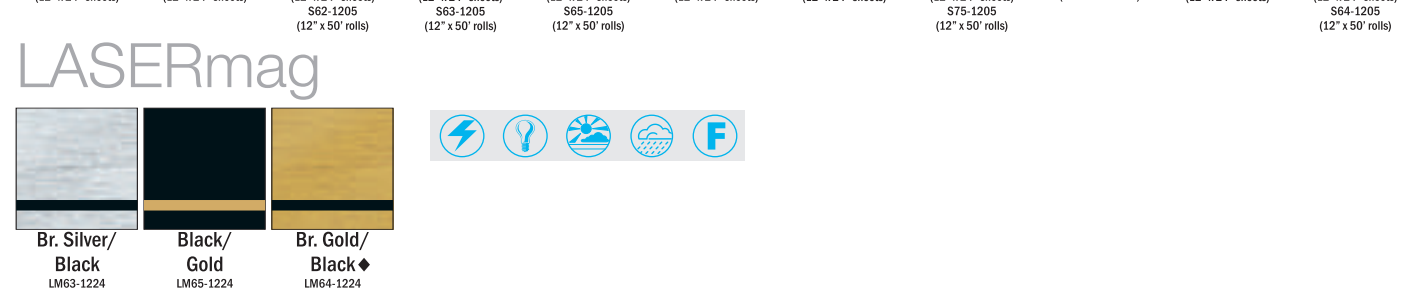 S62-1205
(12” x 50’ rolls)
S63-1205
(12” x 50’ rolls)
S65-1205
(12” x 50’ rolls)
S75-1205
(12” x 50’ rolls)
S64-1205
(12” x 50’ rolls)
LASERmag
F
Br. Silver/
Black
LM63-1224
Black/
Gold
LM65-1224
Br. Gold/
Black◆
LM64-1224